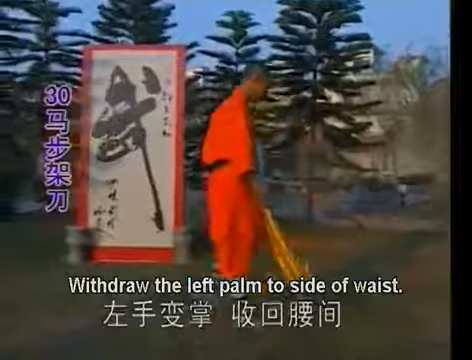 30马步架刀
武
Withdraw the left palm to side of waist.
左手变掌 收回腰间